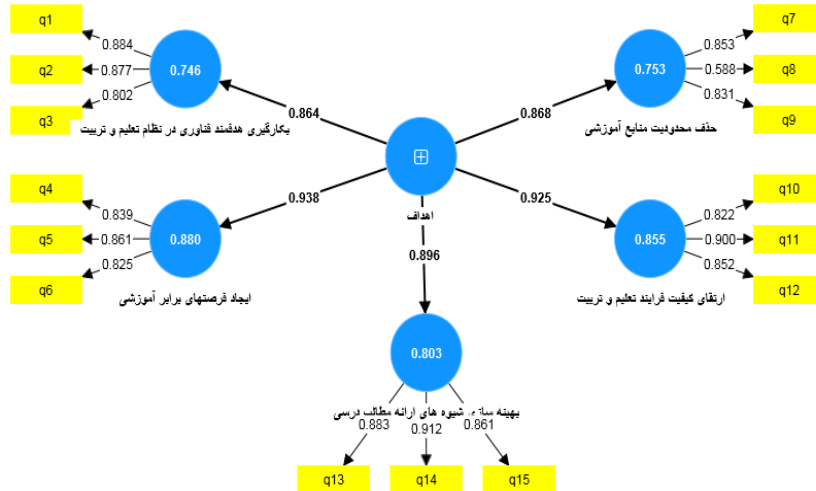 q1
0.884
q2
0.877
0.746
q3
0.802
بکارگیری هدفمند فناوری در نظام تعلیم و تربیت
0.864
q7
0.853
q8
0.588
0.753
q9
0.831
حذف محدودیت منابع آموزشی
0.868
اهداف
q4
0.839
q5
0.861
0.880
q6
0.825
ایجاد فرصتهای برابر آموزشی
0.938
q10
0.822
q11
0.900
0.855
q12
0.852
ارتقای کیفیت فرایند تعلیم و تربیت
0.925
0.896
0.803
بهینه سازی شیوه های ارائه مطالب درسی
0.883
0.912
0.861
q13
q14
q15